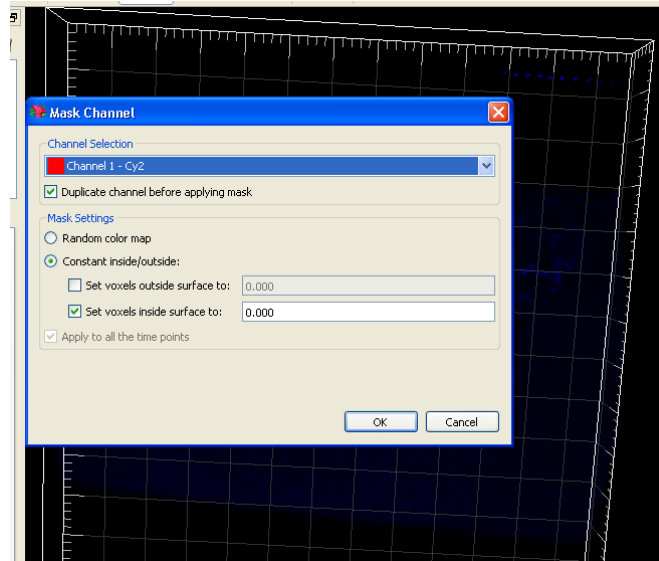 Mask Channel
Channel Selection
Channel 1 - Cy2
Duplicate channel before applying mask
Mask Settings
Random color map
Constant inside/outside:
Set voxels outside surface to: 0.000
Set voxels inside surface to: 0.000
Apply to all the time points
OK Cancel